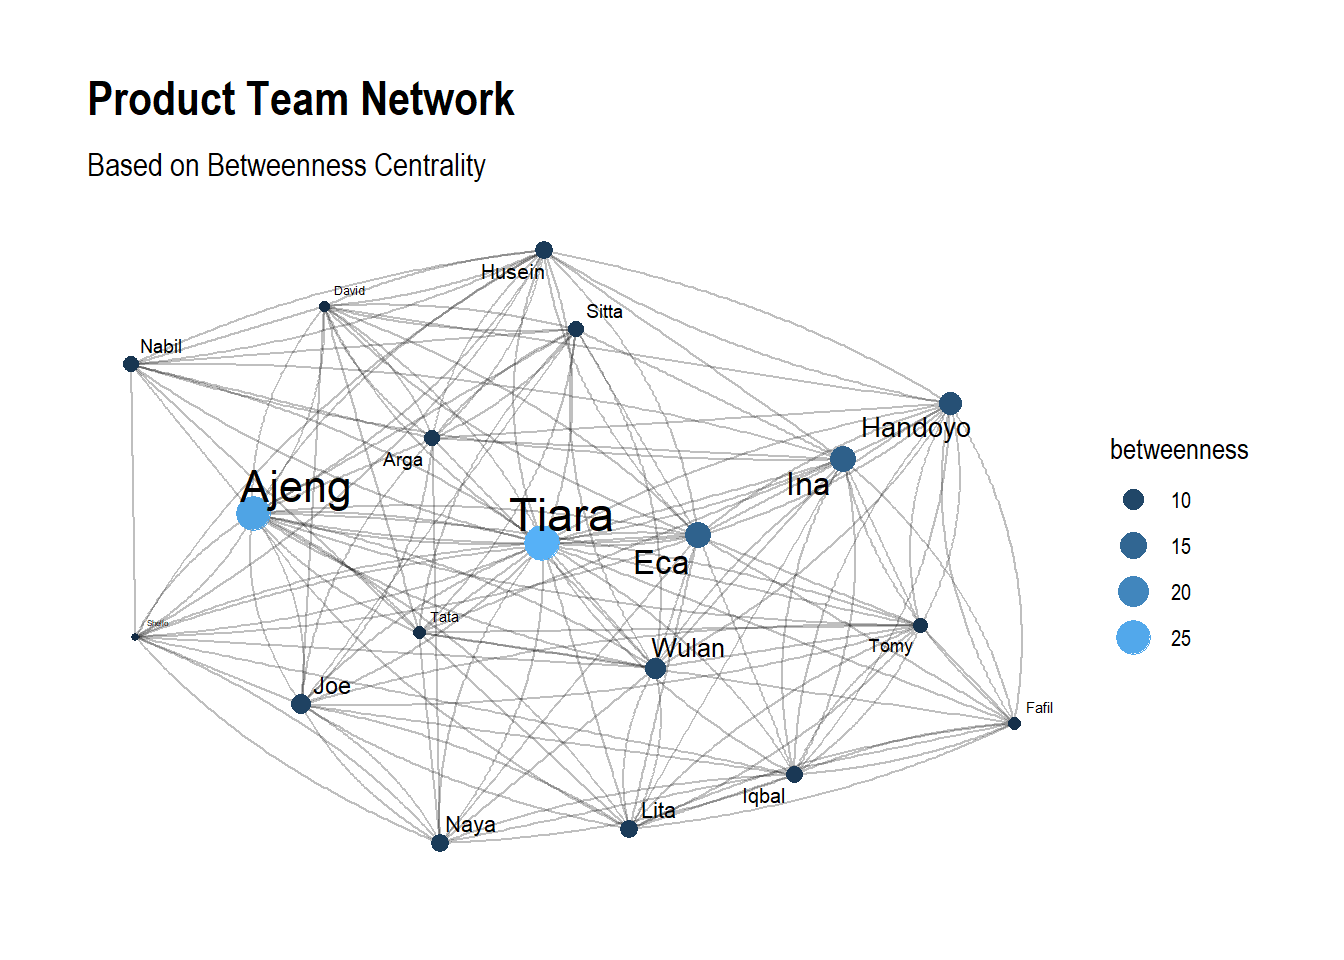 Product Team Network
Based on Betweenness Centrality
Husein
David
Sitta
Nabil
Handoyo
Arga
Ina
Ajeng
Tiara
Eca
Tata
Wulan
Tomy
Joe
Fafil
Iqbal
Lita
Naya
betweenness
10
15
20
25